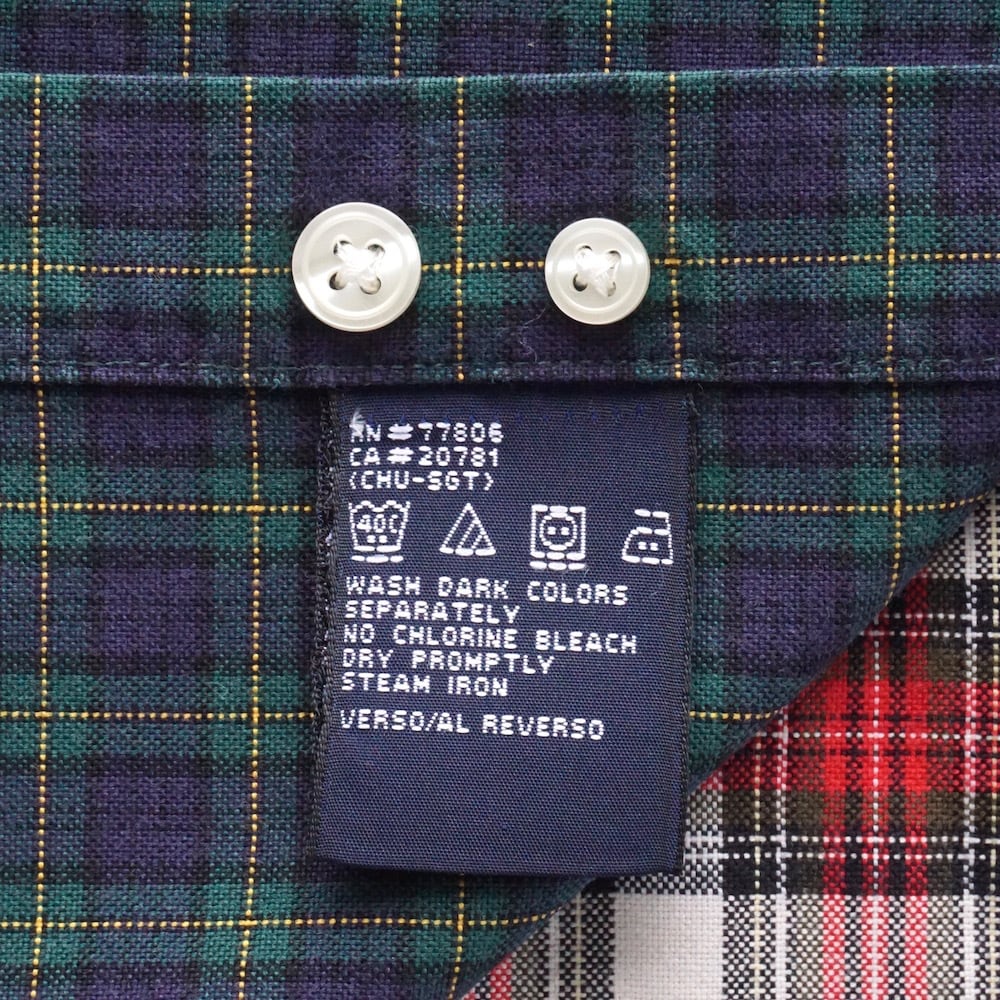 RN # 77806
CA # 20781
(CHU-SGT)
40C
WASH DARK COLORS
SEPARATELY
NO CHLORINE BLEACH
DRY PROMPTLY
STEAM IRON
VERSO/AL REVERSO